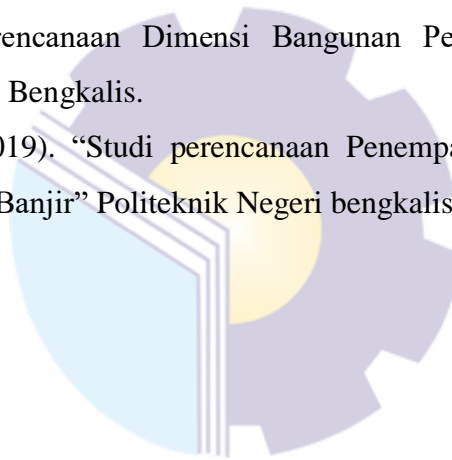 rencanaan Dimensi Bangunan Pe
Bengkalis.
019). “Studi perencanaan Penempa
Banjir” Politeknik Negeri bengkalis